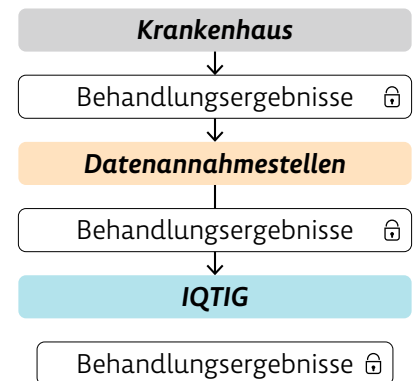 Krankenhaus
Behandlungsergebnisse
Datenannahmestellen
Behandlungsergebnisse
IQTIG
Behandlungsergebnisse